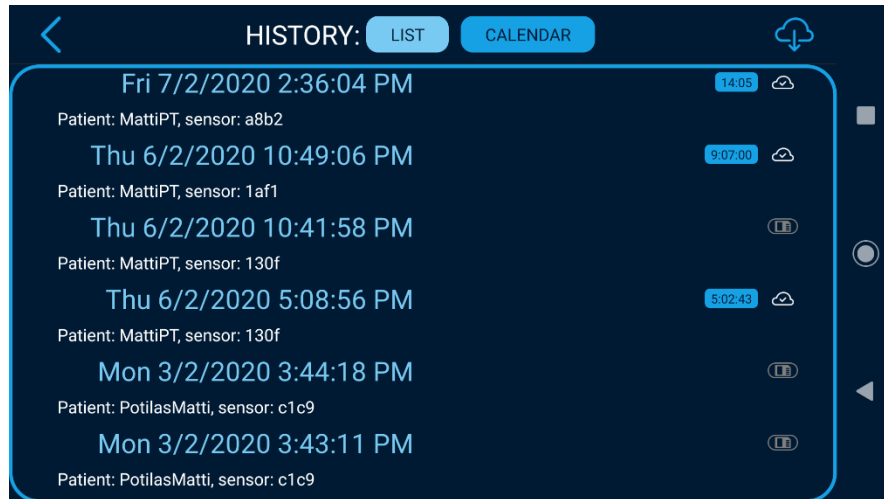 HISTORY: LIST CALENDAR
Fri 7/2/2020 2:36:04 PM 14:05
Patient: MattiPT, sensor: a8b2
Thu 6/2/2020 10:49:06 PM 9:07:00
Patient: MattiPT, sensor: 1af1
Thu 6/2/2020 10:41:58 PM
Patient: MattiPT, sensor: 130f
Thu 6/2/2020 5:08:56 PM 5:02:43
Patient: MattiPT, sensor: 130f
Mon 3/2/2020 3:44:18 PM
Patient: PotilasMatti, sensor: c1c9
Mon 3/2/2020 3:43:11 PM
Patient: PotilasMatti, sensor: c1c9